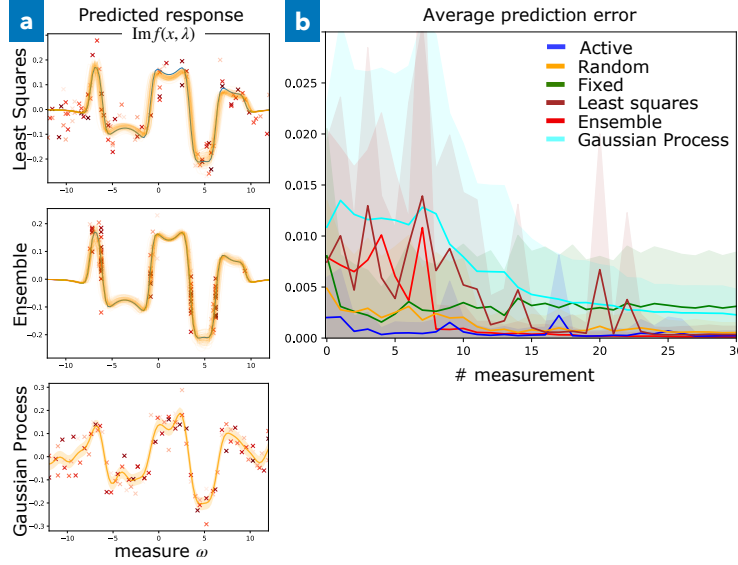 a
Predicted response
Im f(x, λ)
Least Squares
0.2
0.1
0.0
0.1
0.2
−10
−5
0
5
10
Ensemble
0.2
0.1
0.0
−0.1
−0.2
−10
−5
0
5
10
Gaussian Process
0.3
0.2
0.1
0.0
−0.1
−0.2
−0.3
−10
−5
0
5
10
measure ω
b
Average prediction error
Active
Random
Fixed
Least squares
Ensemble
Gaussian Process
0.025
0.020
0.015
0.010
0.005
0.000
0
5
10
15
20
25
30
# measurement